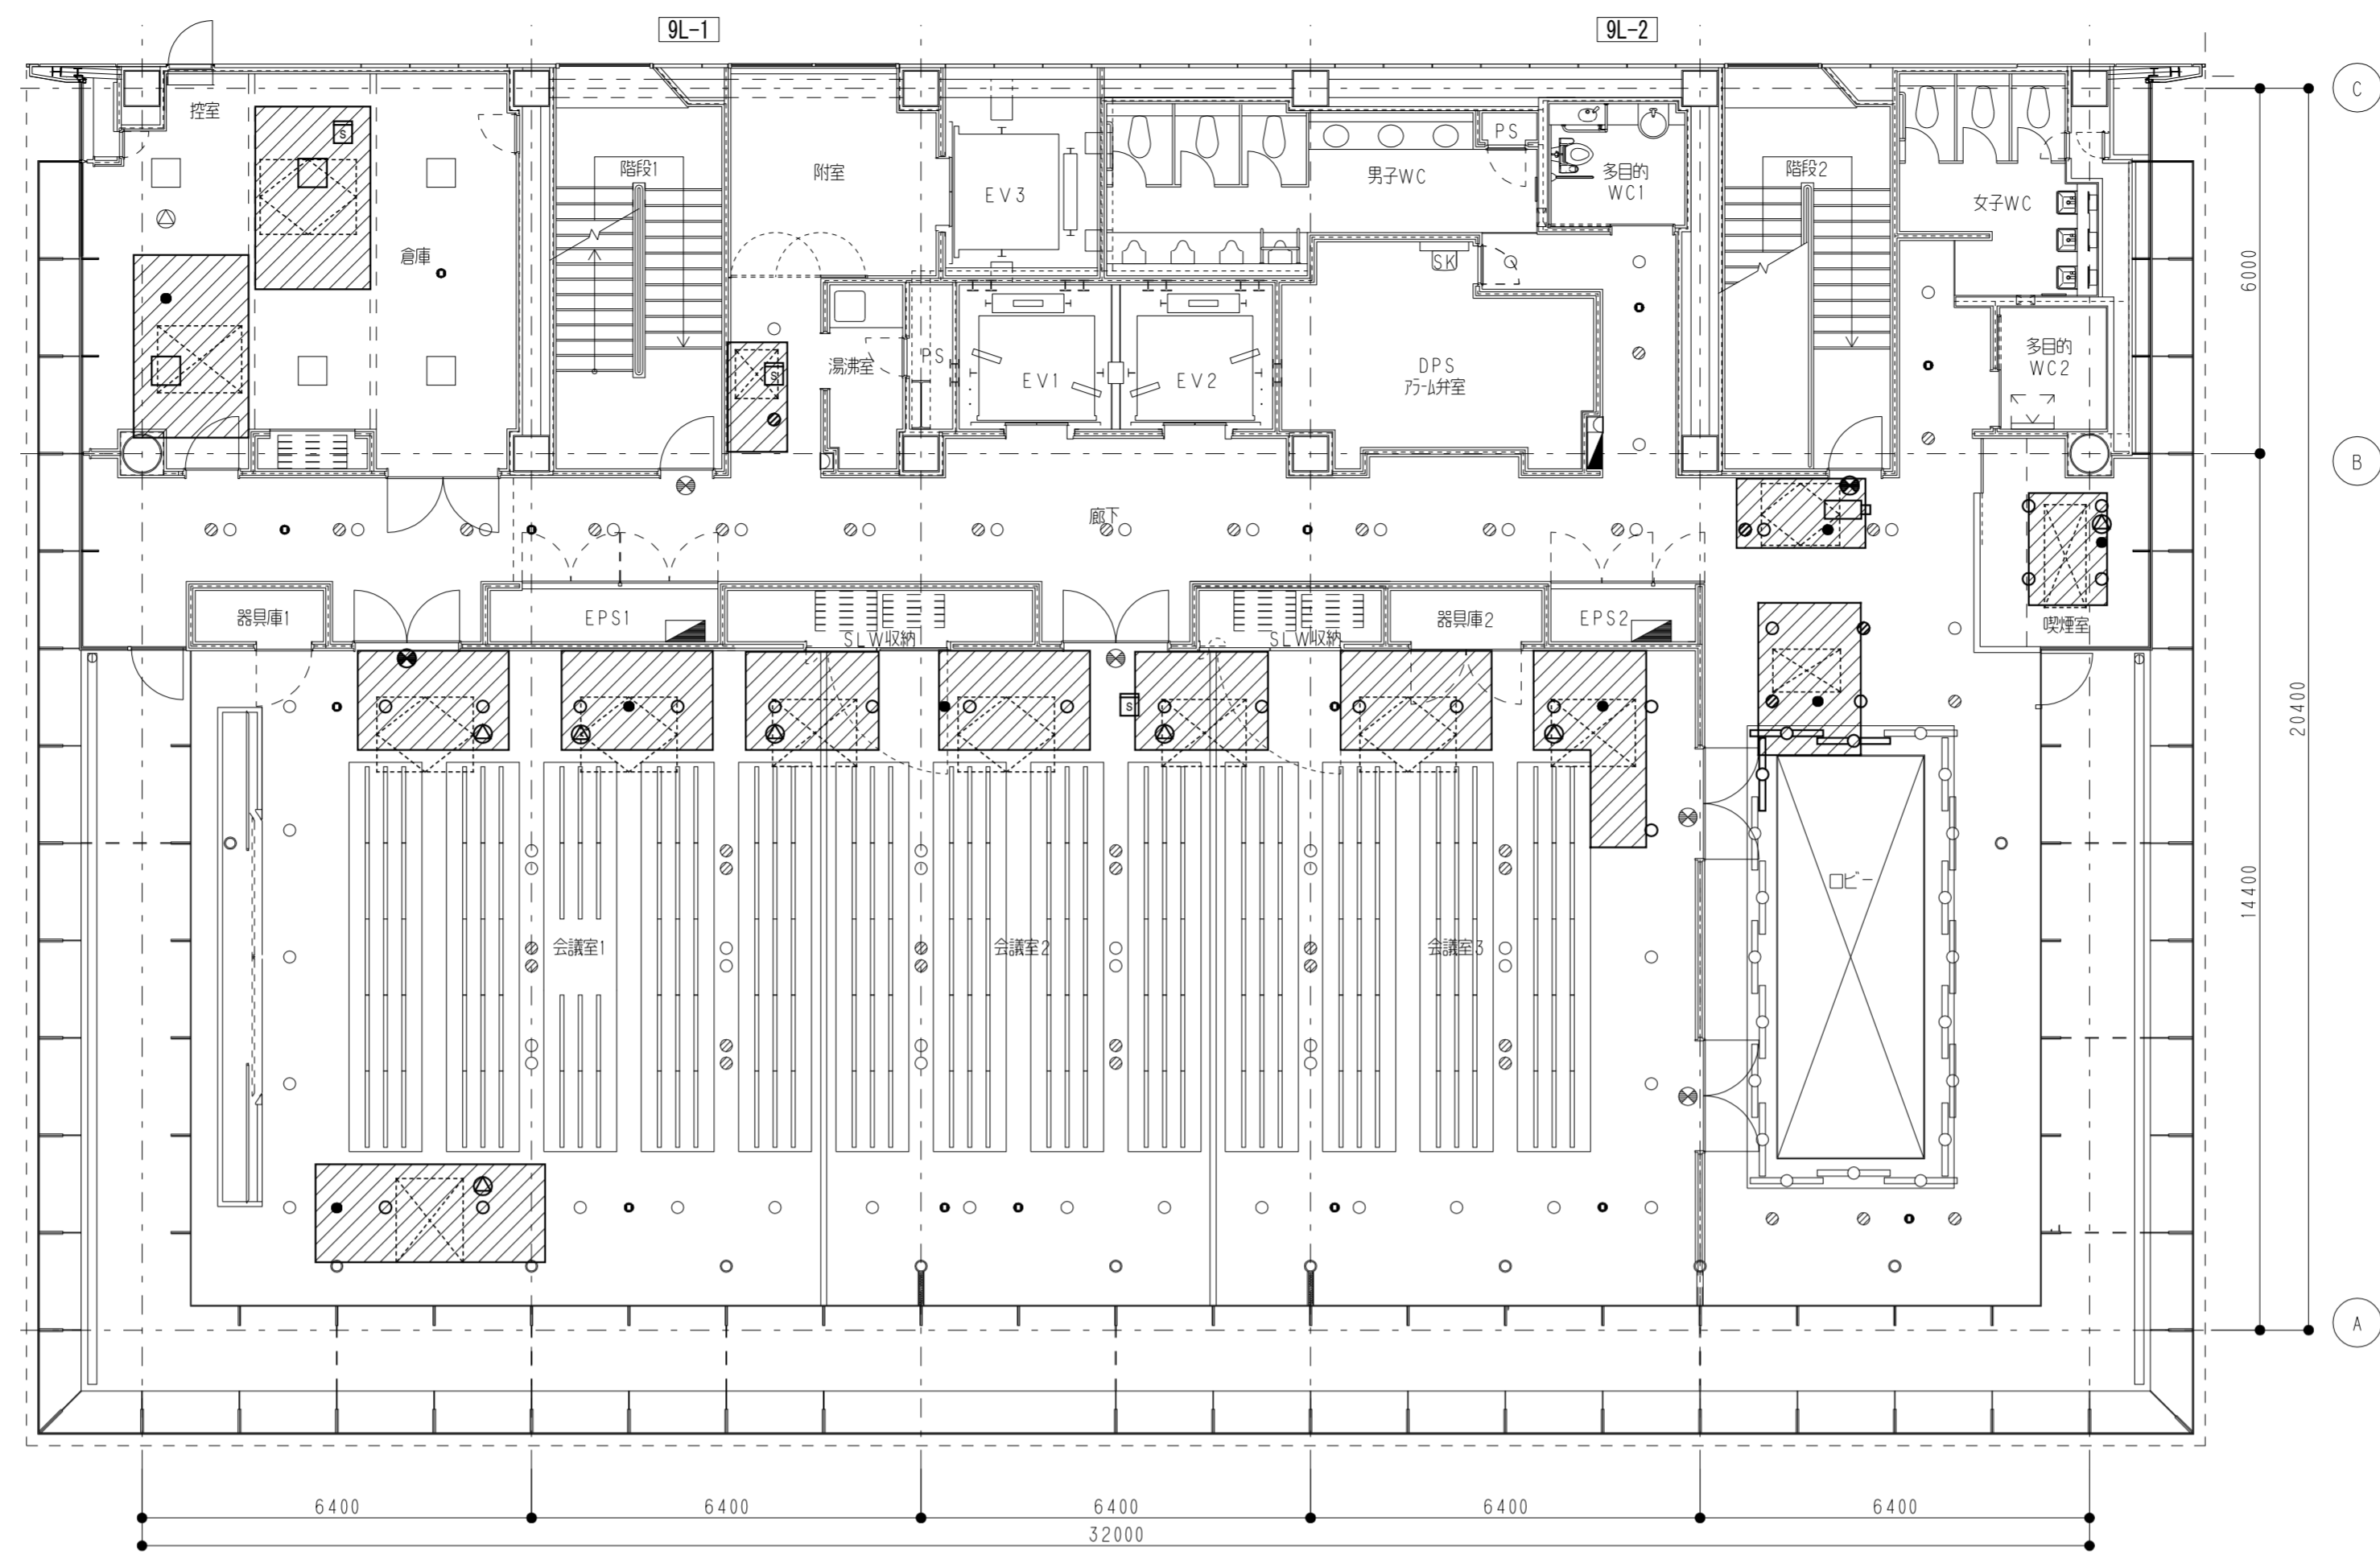 9L-1
9L-2
控室
C
階段1
附室
EV3
男子WC
PS
多目的
WC1
階段2
女子WC
倉庫
6000
SK
湯沸室
PS
EV1
EV2
DPS
アラーム弁室
多目的
WC2
B
廊下
S
S
S
器具庫1
EPS1
SLW収納
SLW収納
器具庫2
EPS2
喫煙室
20400
14400
ロビー
会議室1
会議室2
会議室3
A
6400
6400
6400
6400
6400
32000